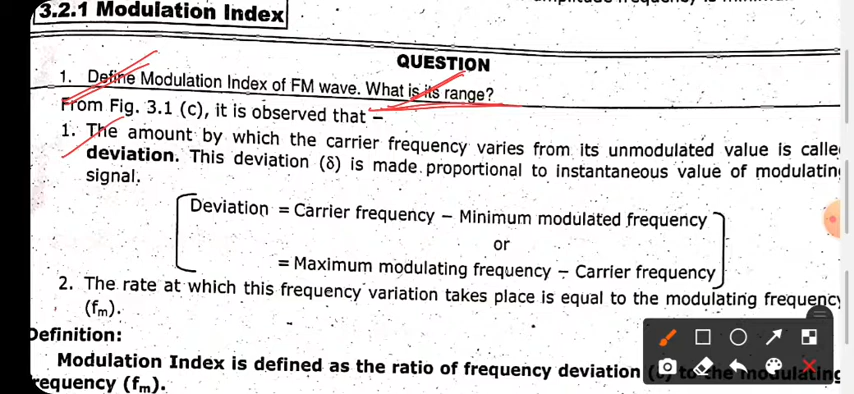 3.2.1 Modulation Index
QUESTION
1. Define Modulation Index of FM wave. What is its range?
From Fig. 3.1 (c), it is observed that –
1. The amount by which the carrier frequency varies from its unmodulated value is calle
deviation. This deviation (δ) is made proportional to instantaneous value of modulatin
signal.
Deviation = Carrier frequency – Minimum modulated frequency
or
= Maximum modulating frequency – Carrier frequency
2. The rate at which this frequency variation takes place is equal to the modulating frequency
(fm).
Definition:
Modulation Index is defined as the ratio of frequency deviation to the modulating
requency (fm).